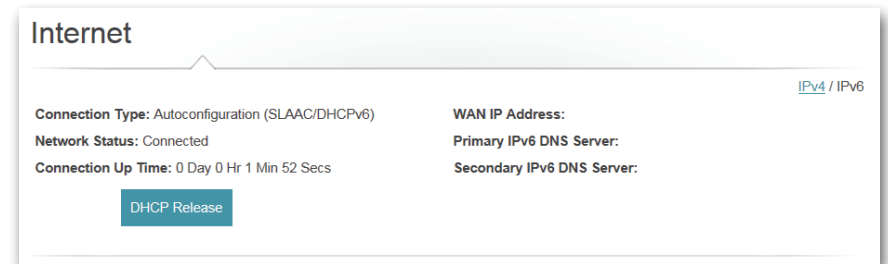 Internet
IPv4 / IPv6
Connection Type: Autoconfiguration (SLAAC/DHCPv6)
Network Status: Connected
Connection Up Time: 0 Day 0 Hr 1 Min 52 Secs
DHCP Release
WAN IP Address:
Primary IPv6 DNS Server:
Secondary IPv6 DNS Server: